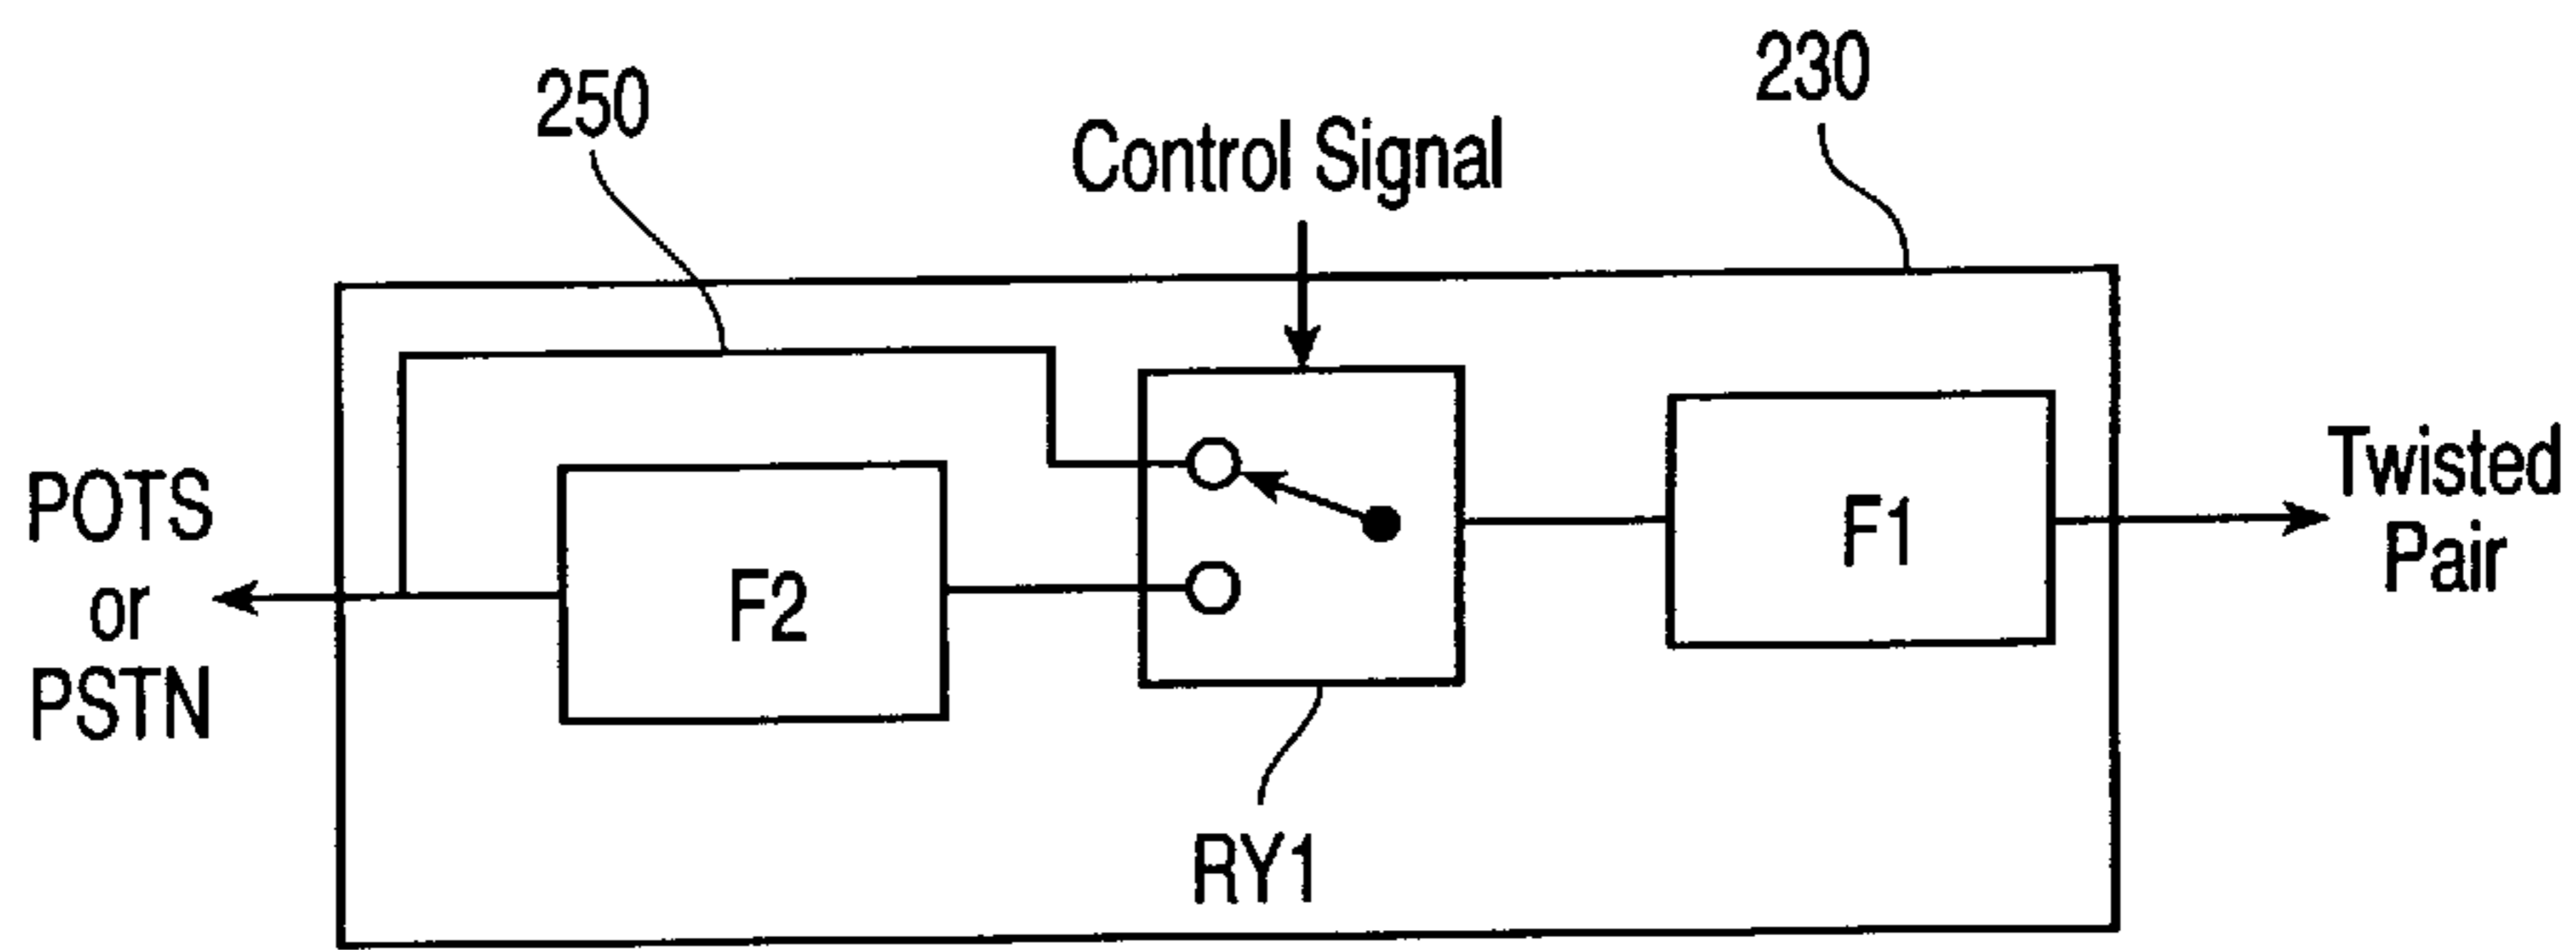 250
230
Control Signal
POTS
or
PSTN
F2
F1
Twisted
Pair
RY1